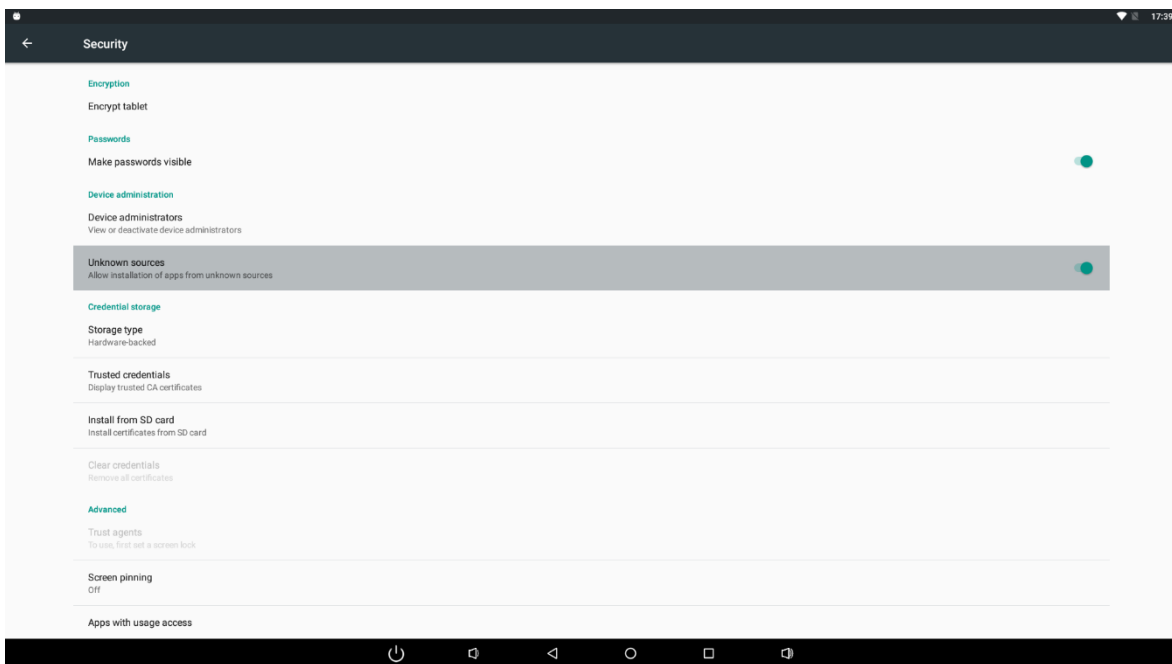 17:39
Security
Encryption
Encrypt tablet
Passwords
Make passwords visible
Device administration
Device administrators
View or deactivate device administrators
Unknown sources
Allow installation of apps from unknown sources
Credential storage
Storage type
Hardware-backed
Trusted credentials
Display trusted CA certificates
Install from SD card
Install certificates from SD card
Clear credentials
Remove all certificates
Advanced
Trust agents
To use, first set a screen lock
Screen pinning
Off
Apps with usage access